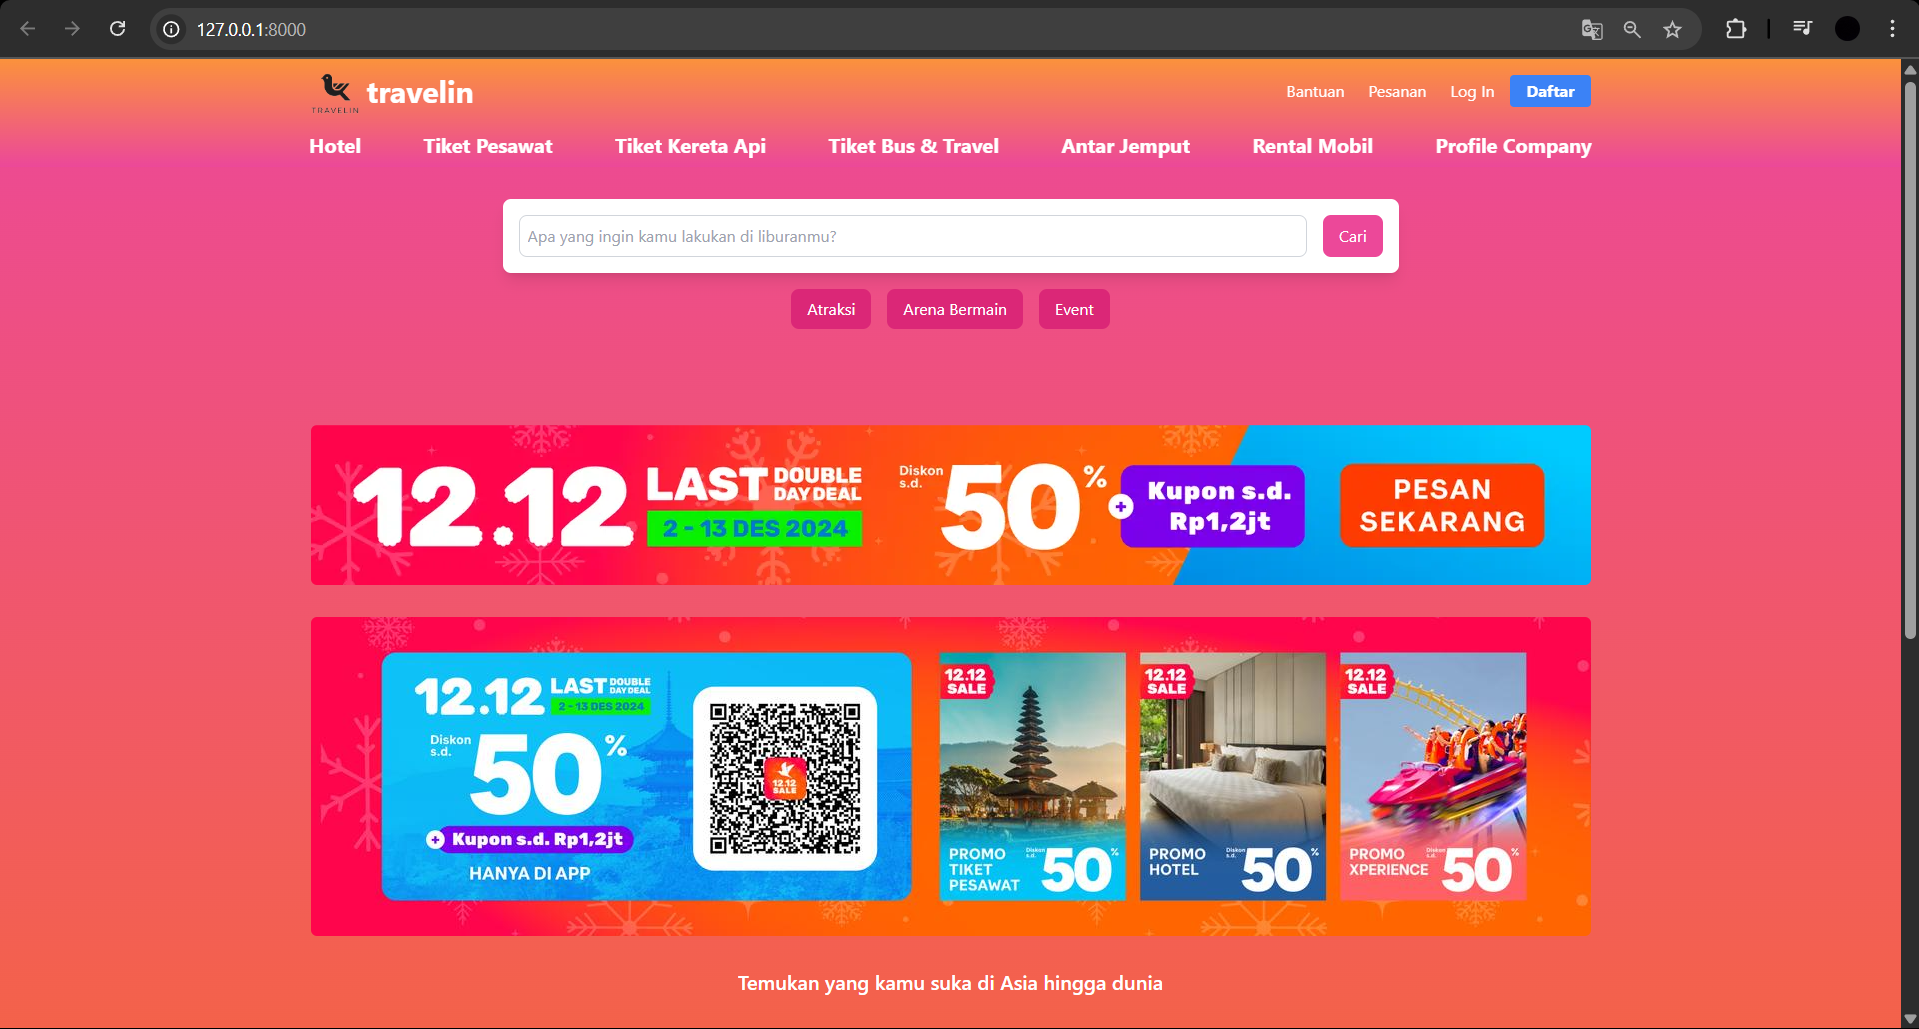 127.0.0.1:8000
TRAVELIN
travelin
Bantuan
Pesanan
Log In
Daftar
Hotel
Tiket Pesawat
Tiket Kereta Api
Tiket Bus & Travel
Antar Jemput
Rental Mobil
Profile Company
Apa yang ingin kamu lakukan di liburanmu?
Cari
Atraksi
Arena Bermain
Event
12.12
LAST DOUBLE
DAY DEAL
2 - 13 DES 2024
Diskon
s.d.
50%
+
Kupon s.d.
Rp1,2jt
PESAN
SEKARANG
12.12
LAST DOUBLE
DAY DEAL
2 - 13 DES 2024
Diskon
s.d.
50%
+ Kupon s.d. Rp1,2jt
HANYA DI APP
12.12
SALE
12.12
SALE
PROMO
TIKET
PESAWAT
Diskon
s.d.
50%
12.12
SALE
PROMO
HOTEL
Diskon
s.d.
50%
12.12
SALE
PROMO
XPERIENCE
Diskon
s.d.
50%
Temukan yang kamu suka di Asia hingga dunia